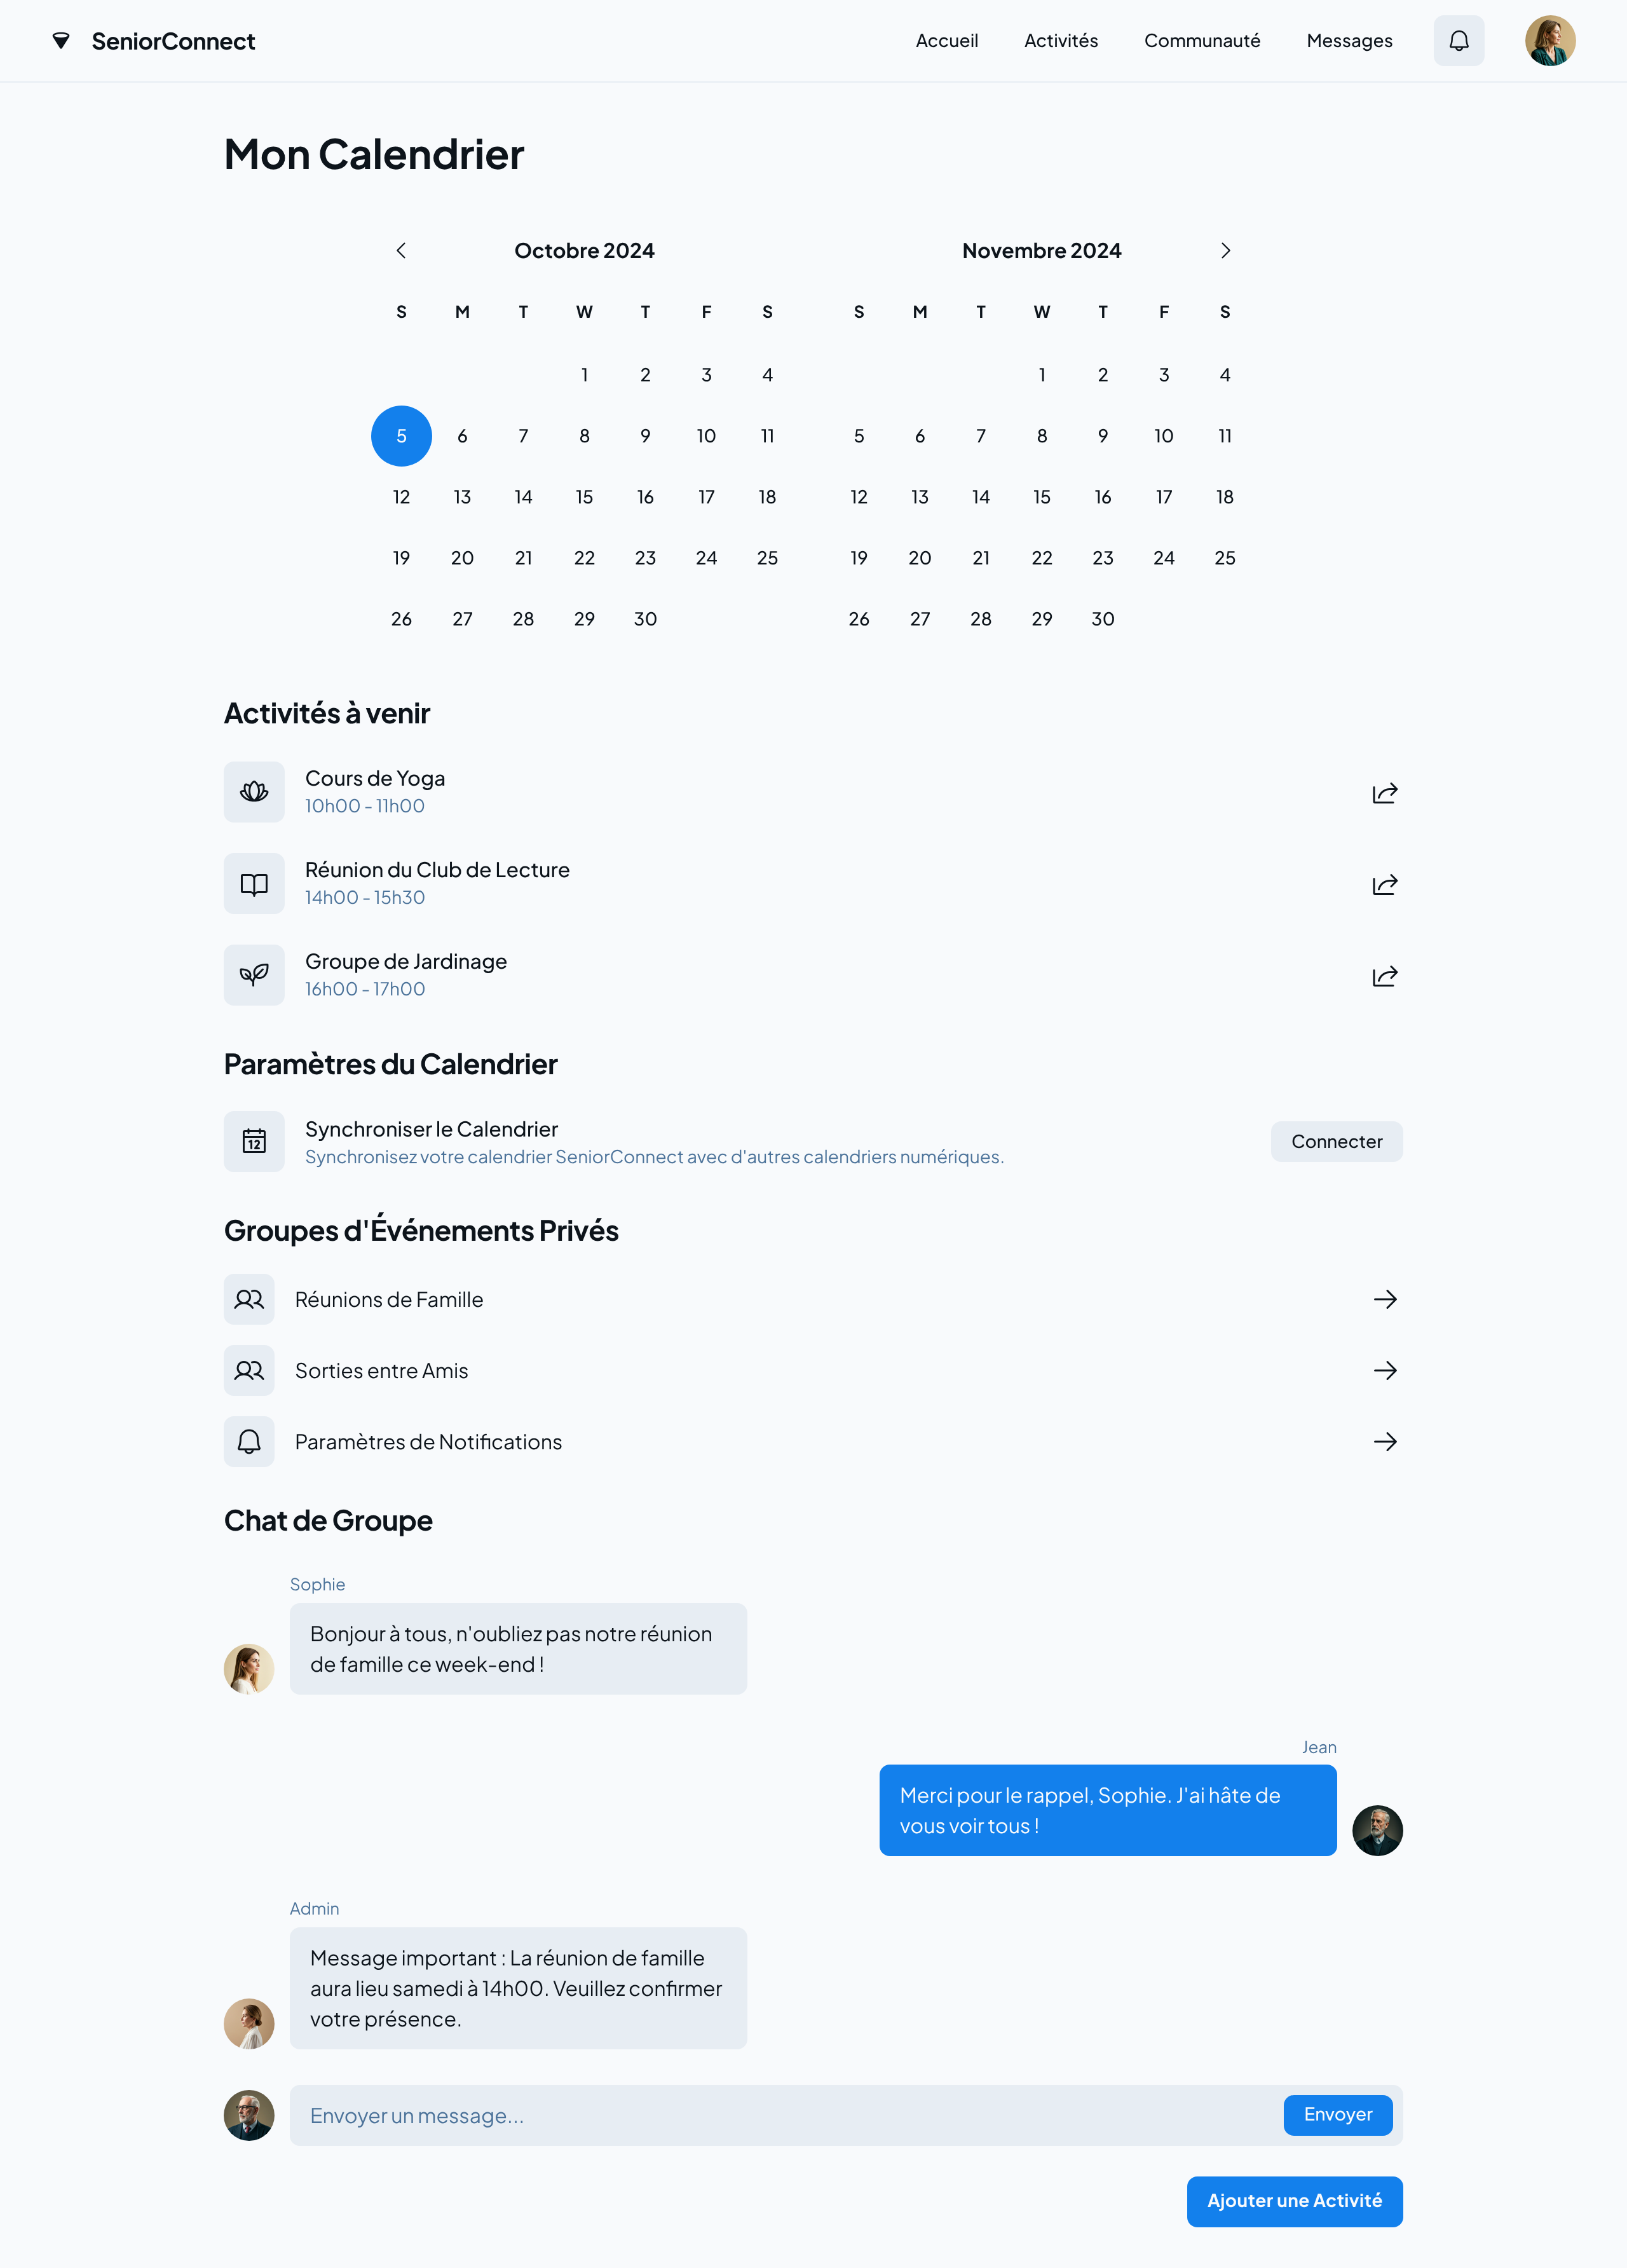 SeniorConnect
Accueil Activités Communauté Messages
Mon Calendrier
Octobre 2024
S M T W T F S
1 2 3 4
5 6 7 8 9 10 11
12 13 14 15 16 17 18
19 20 21 22 23 24 25
26 27 28 29 30
Novembre 2024
S M T W T F S
1 2 3 4
5 6 7 8 9 10 11
12 13 14 15 16 17 18
19 20 21 22 23 24 25
26 27 28 29 30
Activités à venir
Cours de Yoga
10h00 - 11h00
Réunion du Club de Lecture
14h00 - 15h30
Groupe de Jardinage
16h00 - 17h00
Paramètres du Calendrier
12
Synchroniser le Calendrier
Synchronisez votre calendrier SeniorConnect avec d'autres calendriers numériques.
Connecter
Groupes d'Événements Privés
Réunions de Famille
Sorties entre Amis
Paramètres de Notifications
Chat de Groupe
Sophie
Bonjour à tous, n'oubliez pas notre réunion
de famille ce week-end !
Jean
Merci pour le rappel, Sophie. J'ai hâte de
vous voir tous !
Admin
Message important : La réunion de famille
aura lieu samedi à 14h00. Veuillez confirmer
votre présence.
Envoyer un message...
Envoyer
Ajouter une Activité